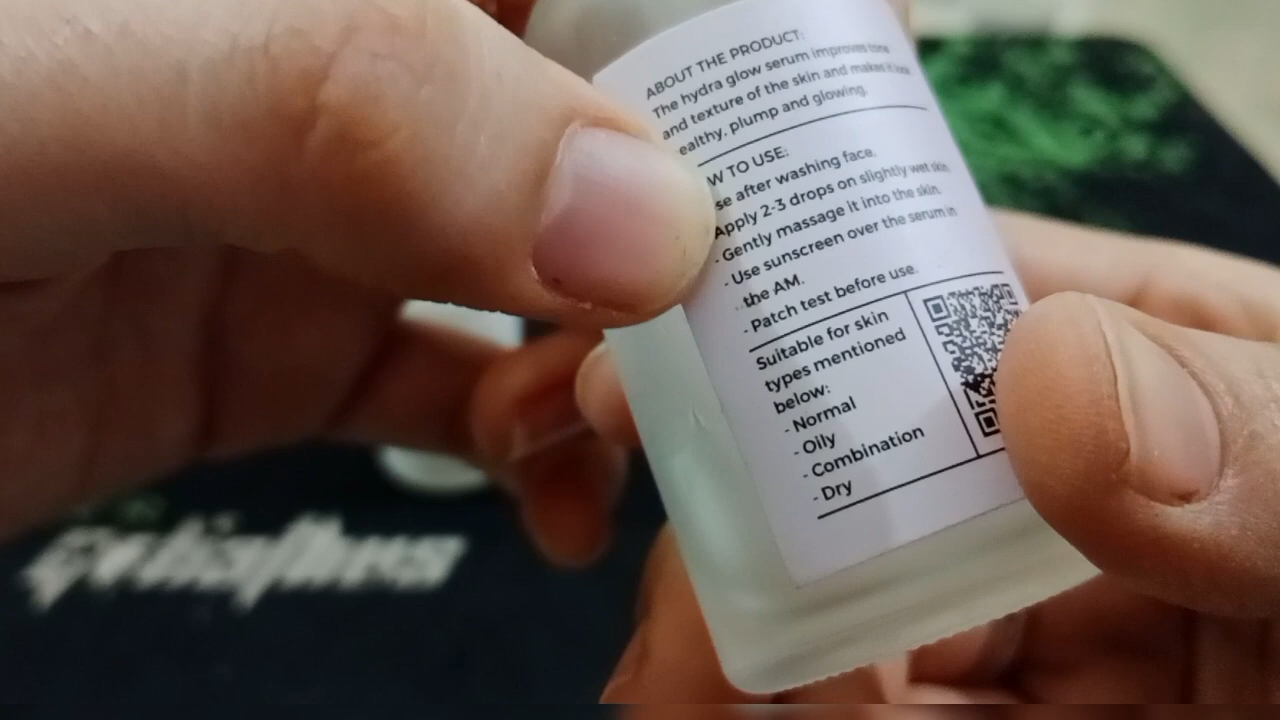 ABOUT THE PRODUCT:
The hydra glow serum improves tone
and texture of the skin and makes it look
ealthy, plump and glowing.
W TO USE:
se after washing face.
Apply 2-3 drops on slightly wet skin.
- Gently massage it into the skin.
- Use sunscreen over the serum in
the AM.
- Patch test before use.
Suitable for skin
types mentioned
below:
- Normal
- Oily
- Combination
- Dry